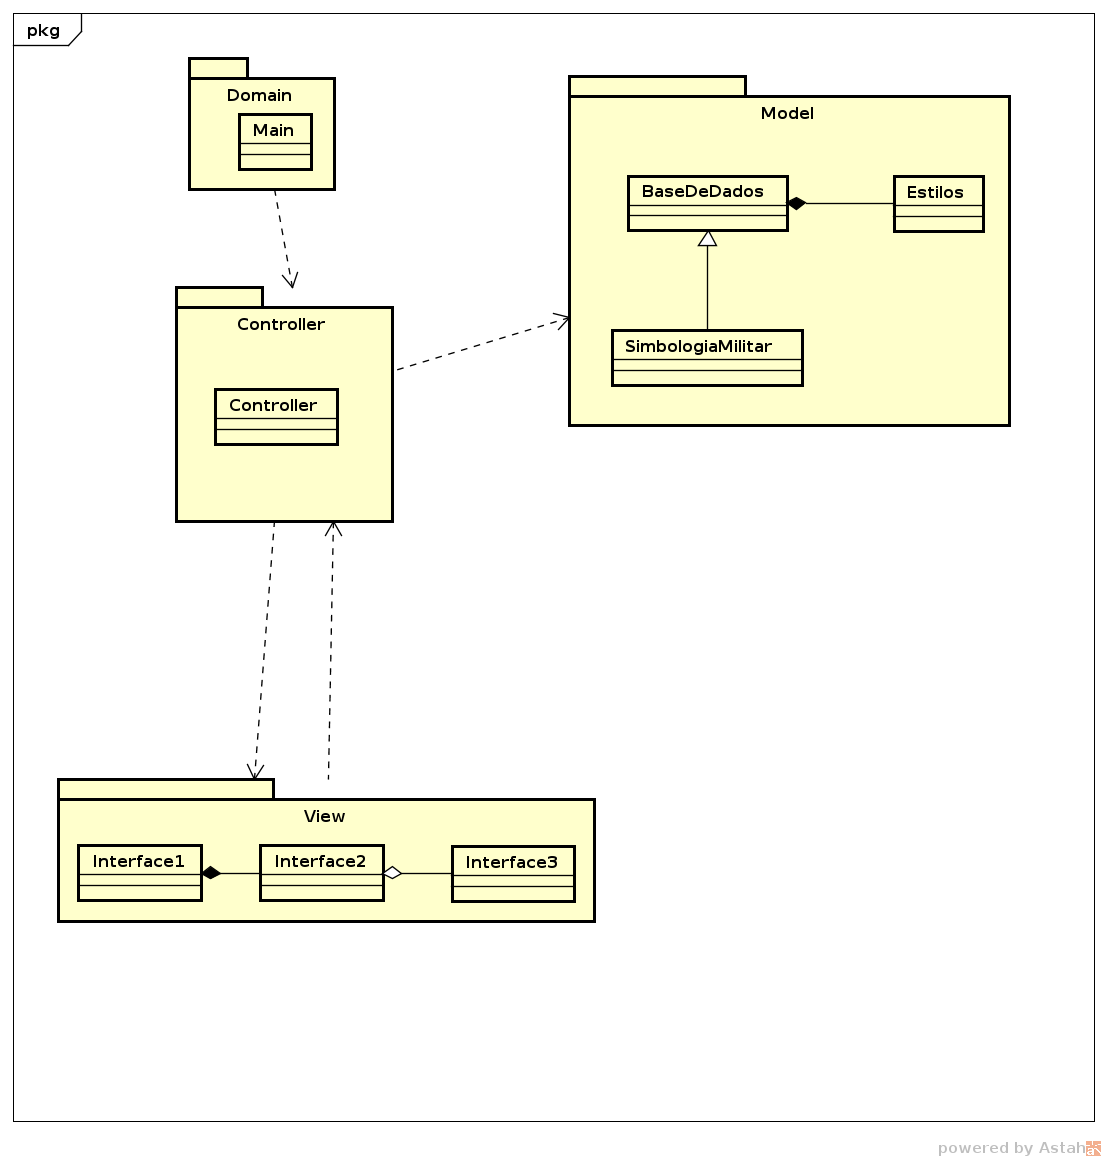 pkg
Domain
Main
Model
BaseDeDados
Estilos
Controller
SimbologiaMilitar
Controller
View
Interface1
Interface2
Interface3
powered by Astah